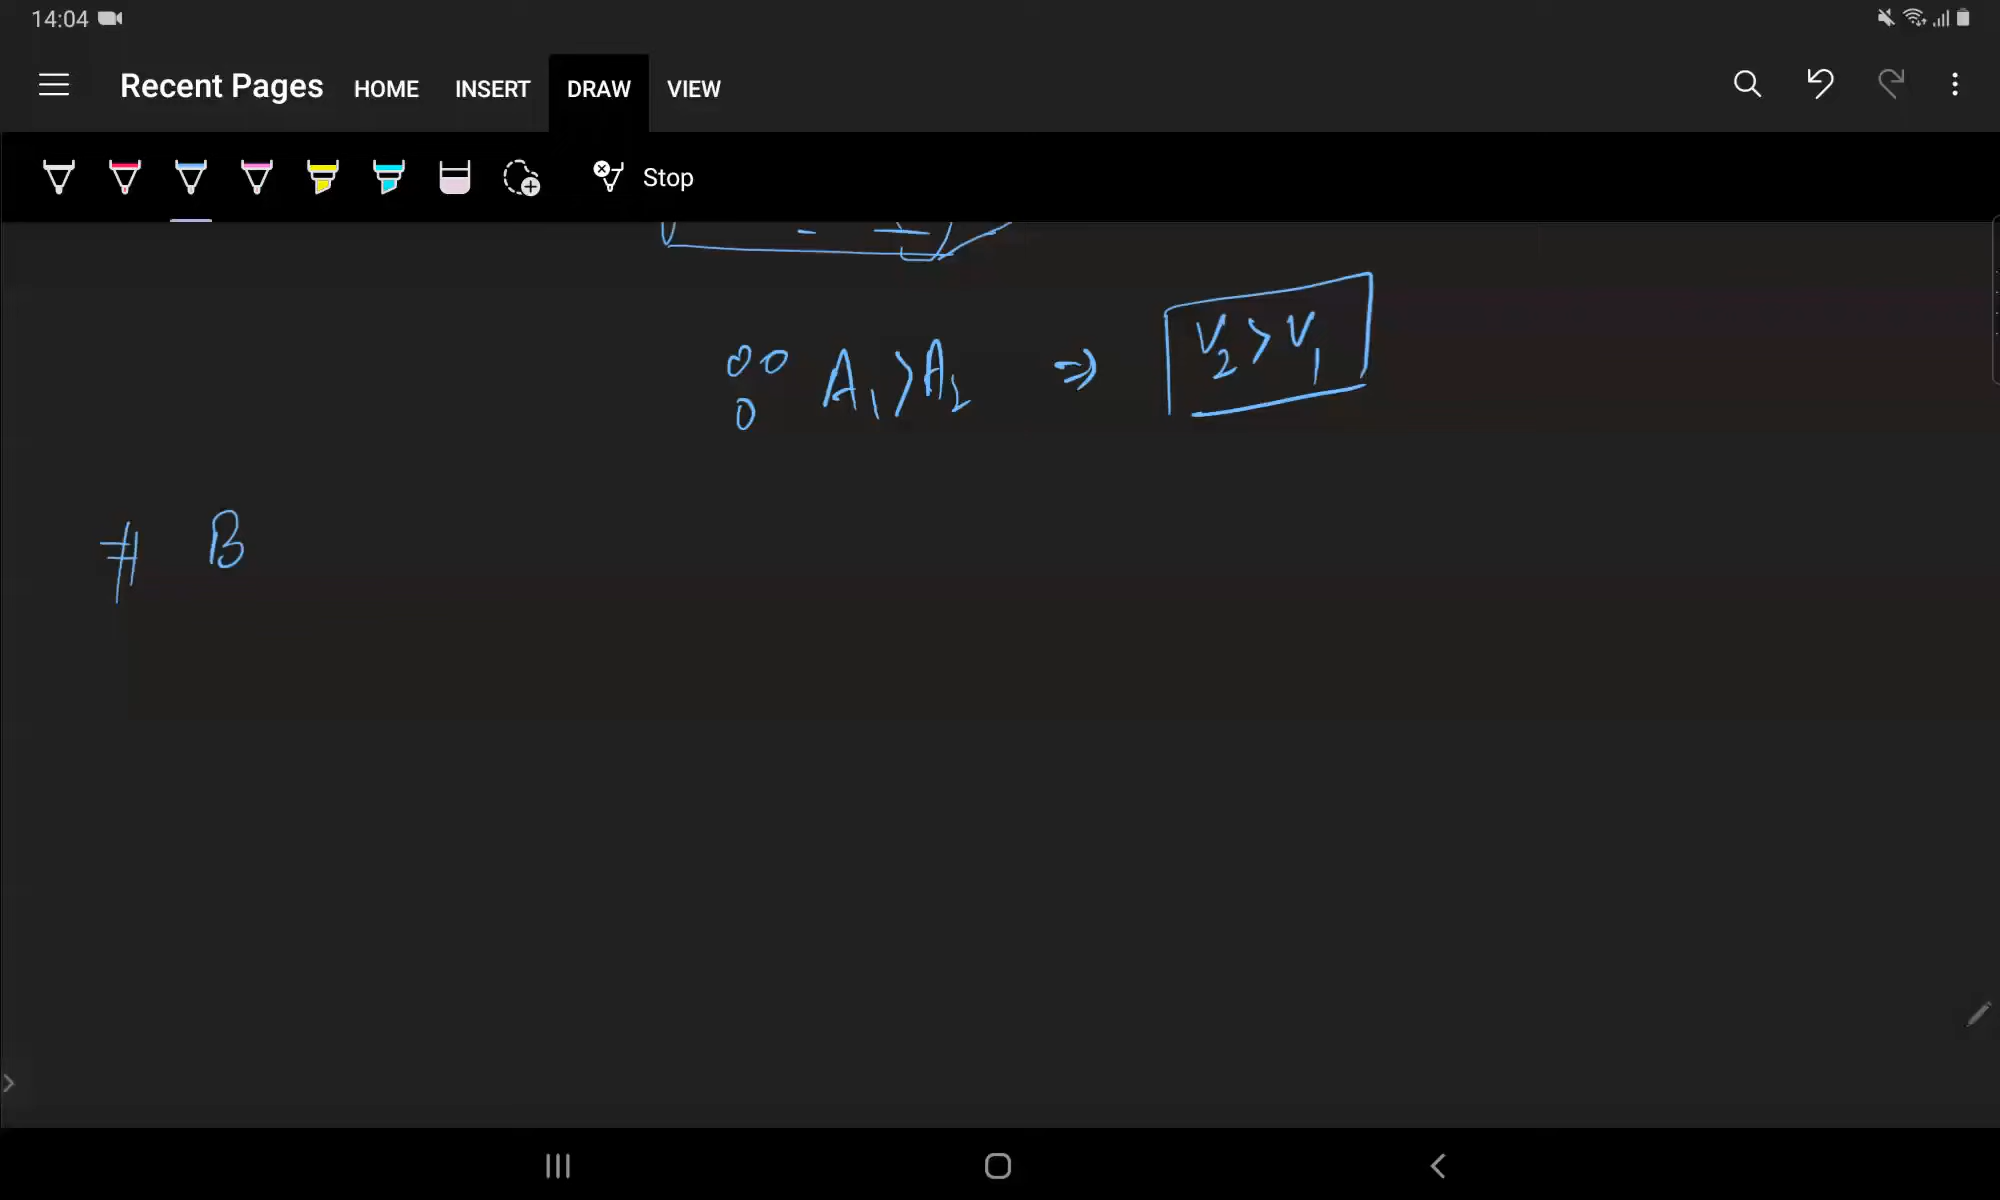 14:04
Recent Pages HOME INSERT DRAW VIEW
Stop
∴ A₁ > A₂ ⇒ V₂ > V₁
# B